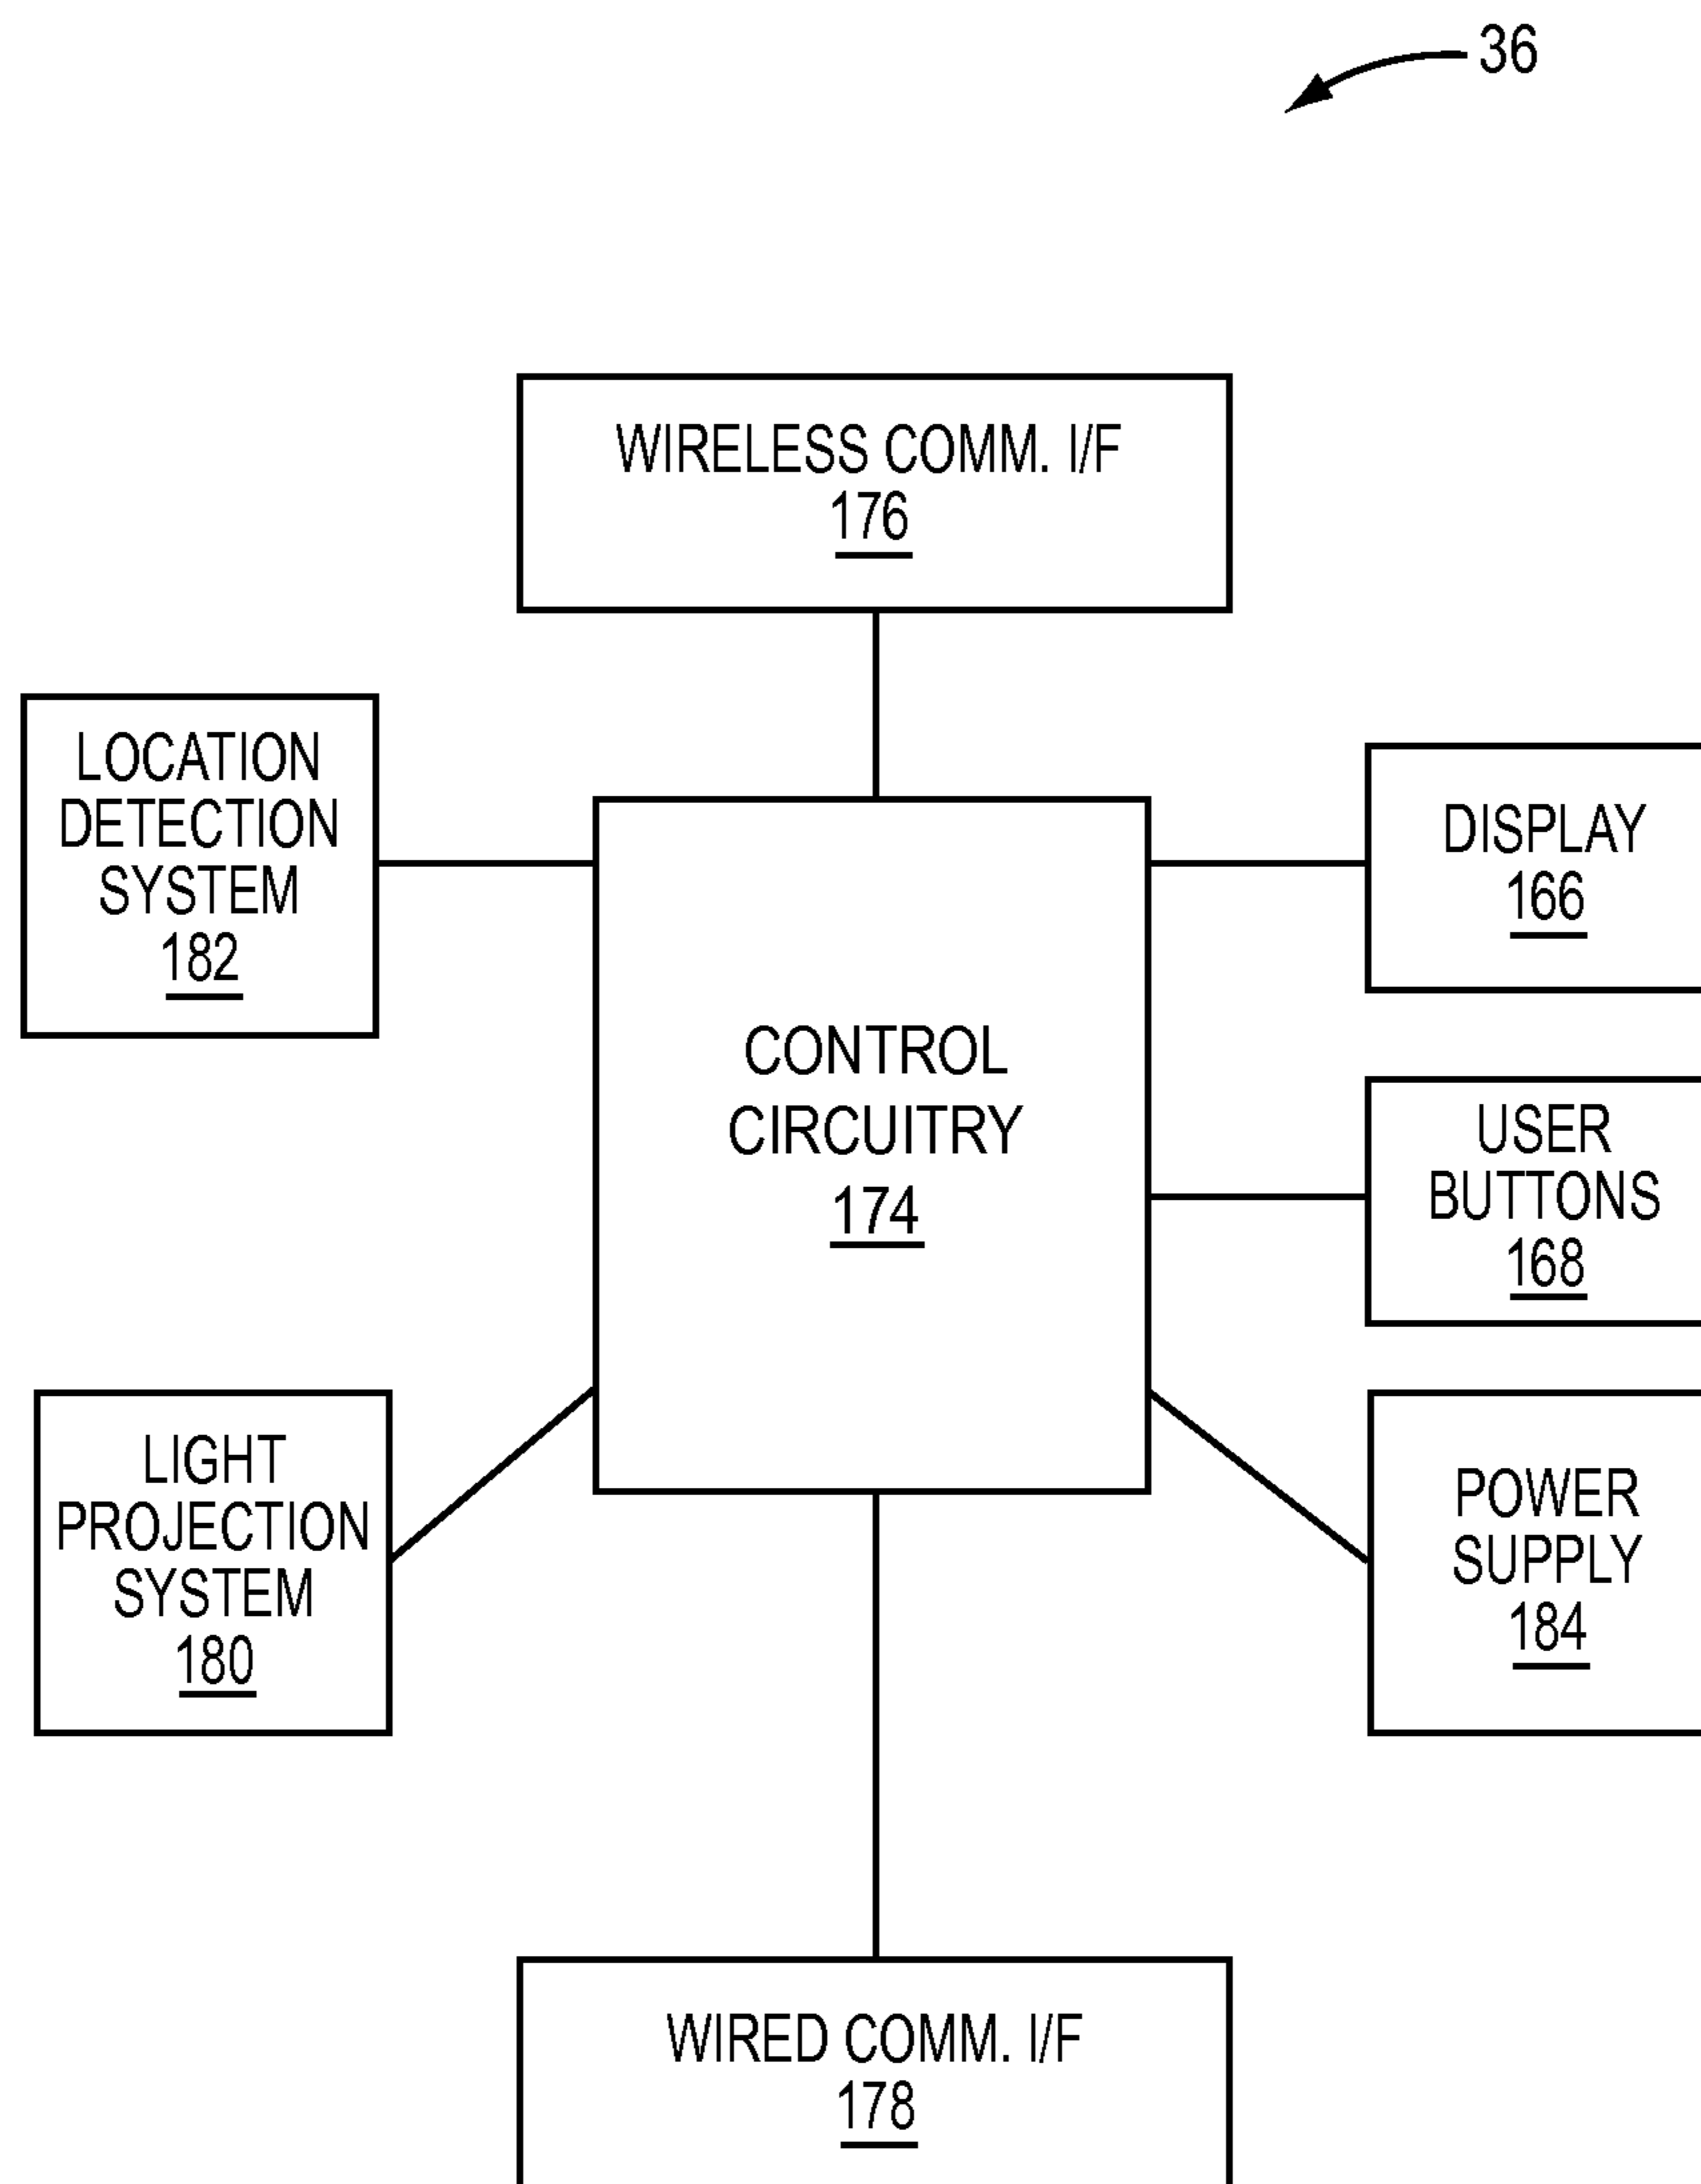 36
WIRELESS COMM. I/F
176
LOCATION
DETECTION
SYSTEM
182
DISPLAY
166
CONTROL
CIRCUITRY
174
USER
BUTTONS
168
LIGHT
PROJECTION
SYSTEM
180
POWER
SUPPLY
184
WIRED COMM. I/F
178